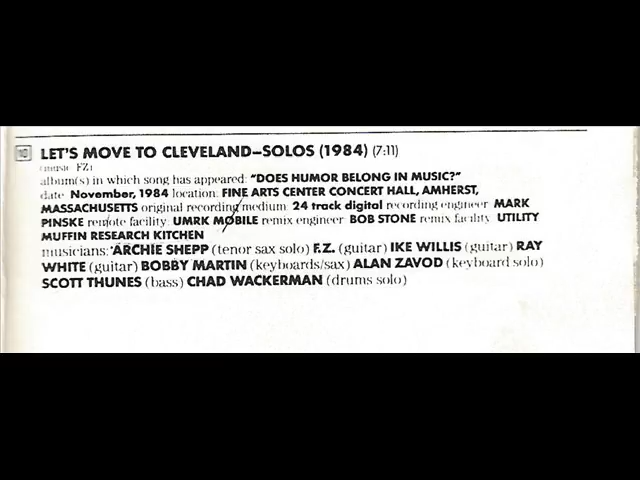 10 LET'S MOVE TO CLEVELAND–SOLOS (1984) (7:11)
(music: FZ)
album(s) in which song has appeared: "DOES HUMOR BELONG IN MUSIC?"
date: November, 1984 location: FINE ARTS CENTER CONCERT HALL, AMHERST,
MASSACHUSETTS original recording medium: 24 track digital recording engineer: MARK
PINSKE remote facility: UMRK MOBILE remix engineer: BOB STONE remix facility: UTILITY
MUFFIN RESEARCH KITCHEN
musicians: ARCHIE SHEPP (tenor sax solo) F.Z. (guitar) IKE WILLIS (guitar) RAY
WHITE (guitar) BOBBY MARTIN (keyboards/sax) ALAN ZAVOD (keyboard solo)
SCOTT THUNES (bass) CHAD WACKERMAN (drums solo)